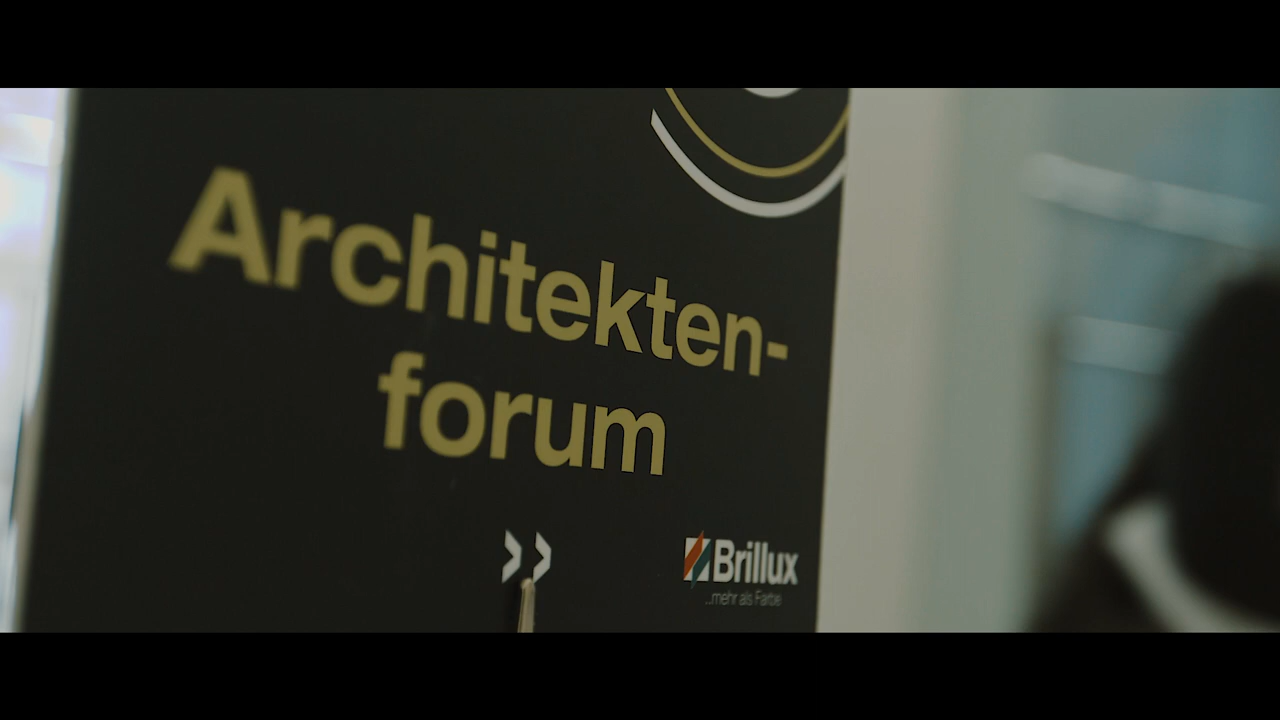 Architekten-
forum
››
Brillux
..mehr als Farbe